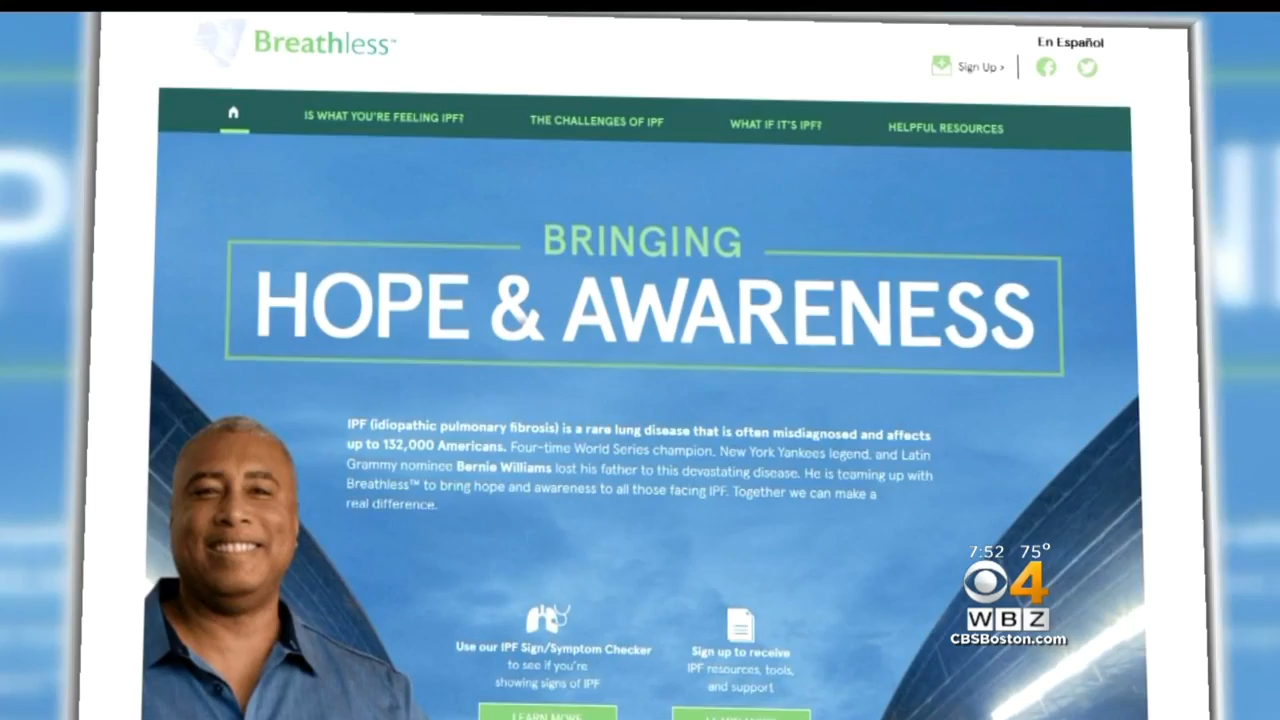 Breathless™
En Español
Sign Up >
IS WHAT YOU'RE FEELING IPF?
THE CHALLENGES OF IPF
WHAT IF IT'S IPF?
HELPFUL RESOURCES
BRINGING
HOPE & AWARENESS
IPF (idiopathic pulmonary fibrosis) is a rare lung disease that is often misdiagnosed and affects
up to 132,000 Americans. Four-time World Series champion, New York Yankees legend, and Latin
Grammy nominee Bernie Williams lost his father to this devastating disease. He is teaming up with
Breathless™ to bring hope and awareness to all those facing IPF. Together we can make a
real difference.
Use our IPF Sign/Symptom Checker
to see if you're
showing signs of IPF
LEARN MORE
Sign up to receive
IPF resources, tools,
and support
7:52 75°
4
WBZ
CBSBoston.com